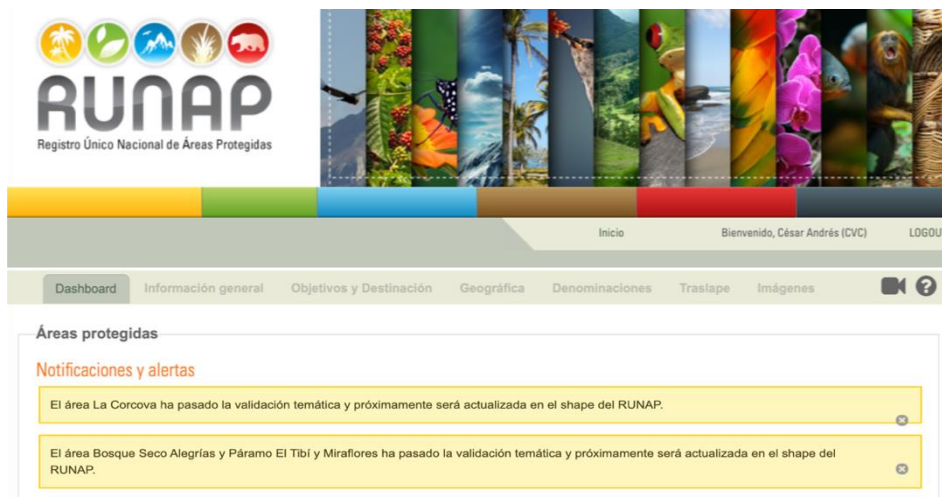 RUNAP
Registro Único Nacional de Áreas Protegidas
Inicio
Bienvenido, César Andrés (CVC)
LOGOU
Dashboard
Información general
Objetivos y Destinación
Geográfica
Denominaciones
Traslape
Imágenes
Áreas protegidas
Notificaciones y alertas
El área La Corcova ha pasado la validación temática y próximamente será actualizada en el shape del RUNAP.
El área Bosque Seco Alegrías y Páramo El Tibí y Miraflores ha pasado la validación temática y próximamente será actualizada en el shape del
RUNAP.